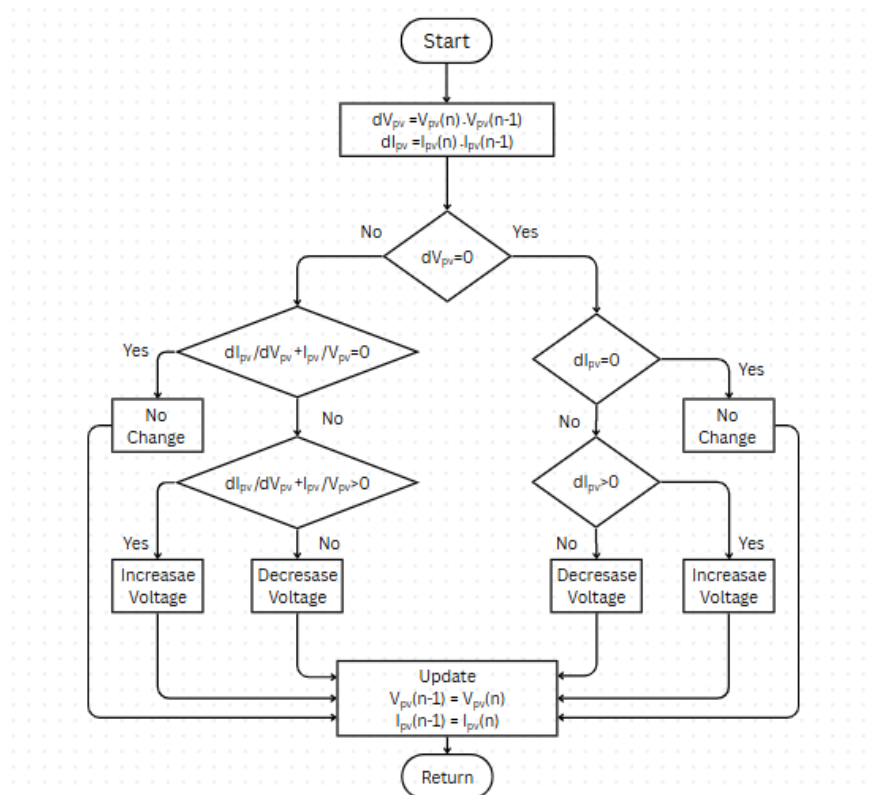 Start
dVpv =Vpv(n) -Vpv(n-1)
dIpv =Ipv(n) -Ipv(n-1)
No
Yes
dVpv=0
Yes
dIpv/dVpv+Ipv/Vpv=0
dIpv=0
Yes
No
Change
No
No
No
Change
dIpv/dVpv+Ipv/Vpv>0
dIpv>0
Yes
No
No
Yes
Increasae
Voltage
Decresase
Voltage
Decresase
Voltage
Increasae
Voltage
Update
Vpv(n-1) = Vpv(n)
Ipv(n-1) = Ipv(n)
Return